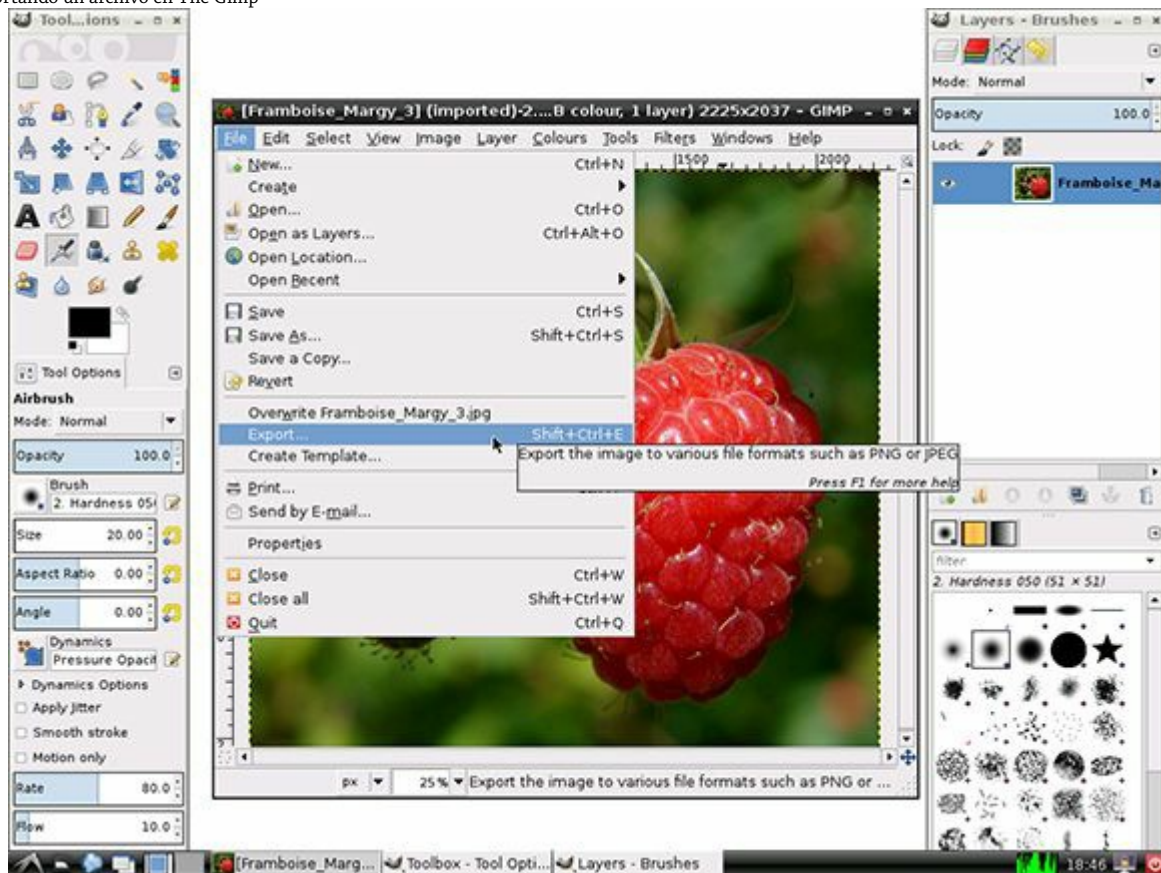 rtando un archivo en The Gimp
Tool...ions
Layers - Brushes
Mode: Normal
Opacity 100.0
Lock:
Framboise_Ma
[Framboise_Margy_3] (imported)-2....B colour, 1 layer) 2225x2037 – GIMP
File Edit Select View Image Layer Colours Tools Filters Windows Help
1500 2000
New... Ctrl+N
Create
Open... Ctrl+O
Open as Layers... Ctrl+Alt+O
Open Location...
Open Recent
Save Ctrl+S
Save As... Shift+Ctrl+S
Save a Copy...
Revert
Overwrite Framboise_Margy_3.jpg
Export... Shift+Ctrl+E
Create Template...
Print...
Send by E-mail...
Properties
Close Ctrl+W
Close all Shift+Ctrl+W
Quit Ctrl+Q
Export the image to various file formats such as PNG or JPEG
Press F1 for more help
px 25 % Export the image to various file formats such as PNG or ...
Tool Options
Airbrush
Mode: Normal
Opacity 100.0
Brush
2. Hardness 05
Size 20.00
Aspect Ratio 0.00
Angle 0.00
Dynamics
Pressure Opacit
Dynamics Options
Apply Jitter
Smooth stroke
Motion only
Rate 80.0
Flow 10.0
filter
2. Hardness 050 (51 × 51)
[Framboise_Marg... Toolbox - Tool Opti... Layers - Brushes
18:46